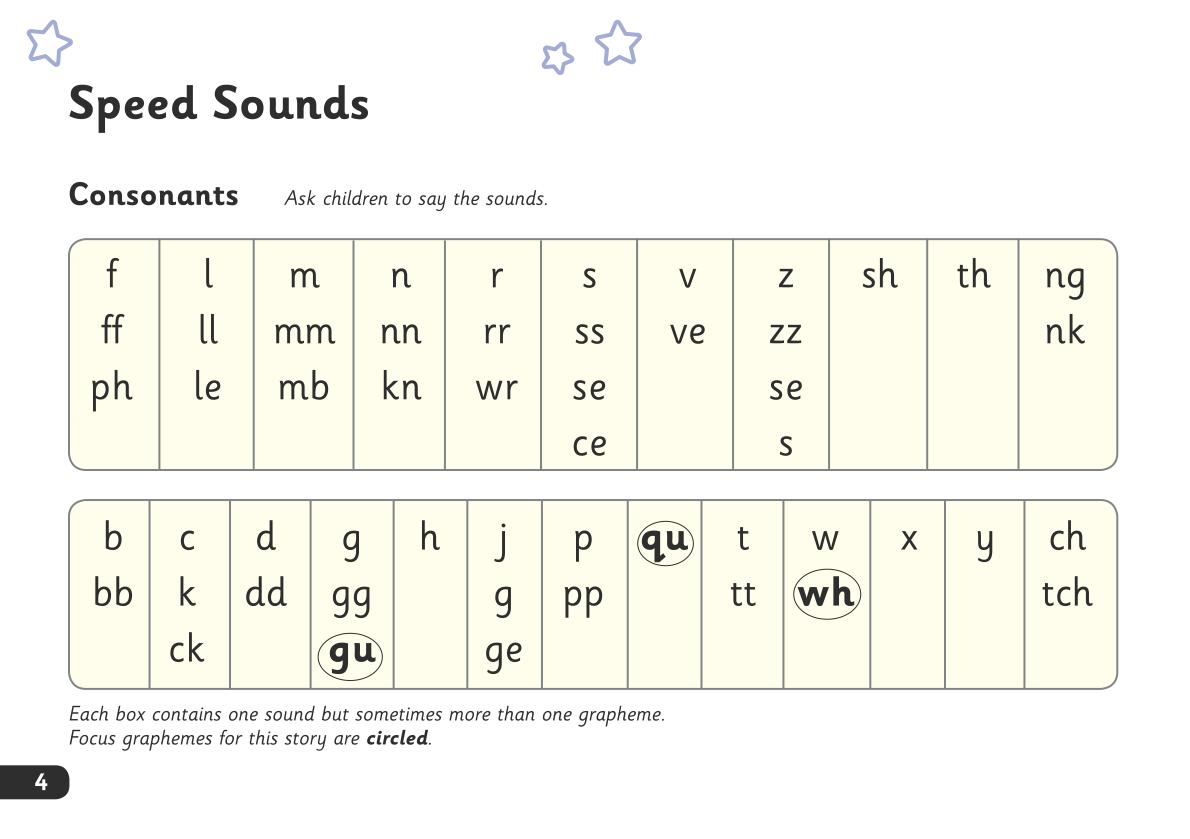 Speed Sounds
Consonants Ask children to say the sounds.
f l m n r s v z sh th ng
ff ll mm nn rr ss ve zz nk
ph le mb kn wr se se
ce s
b c d g h j p qu t w x y ch
bb k dd gg g pp tt wh tch
ck gu ge
Each box contains one sound but sometimes more than one grapheme.
Focus graphemes for this story are circled.
4